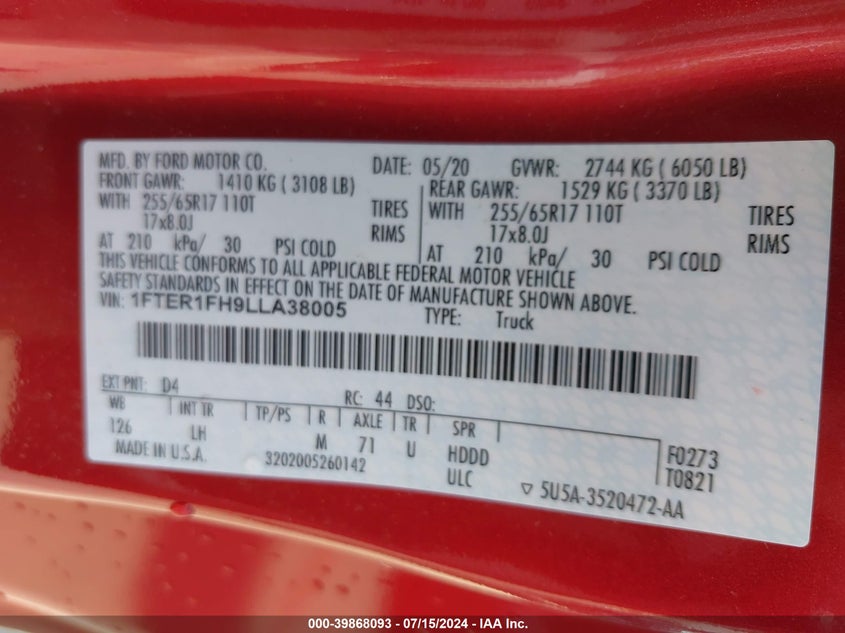 MFD. BY FORD MOTOR CO. DATE: 05/20 GVWR: 2744 KG ( 6050 LB)
FRONT GAWR: 1410 KG ( 3108 LB) REAR GAWR: 1529 KG ( 3370 LB)
WITH 255/65R17 110T TIRES WITH 255/65R17 110T TIRES
17x8.0J RIMS 17x8.0J RIMS
AT 210 kPa/ 30 PSI COLD AT 210 kPa/ 30 PSI COLD
THIS VEHICLE CONFORMS TO ALL APPLICABLE FEDERAL MOTOR VEHICLE
SAFETY STANDARDS IN EFFECT ON THE DATE OF MANUFACTURE SHOWN ABOVE.
VIN: 1FTER1FH9LLA38005 TYPE: Truck
EXT PNT: D4 RC: 44 DSO:
WB INT TR TP/PS R AXLE TR SPR
126 LH M 71 U HDDD F0273
MADE IN U.S.A. 3202005260142 ULC T0821
5U5A-3520472-AA
000-39868093 - 07/15/2024 - IAA Inc.